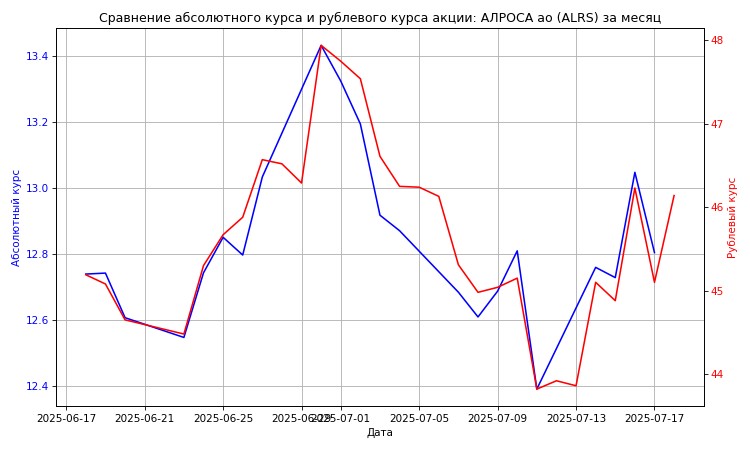 Сравнение абсолютного курса и рублевого курса акции: АЛРОСА ао (ALRS) за месяц
13.4
13.2
13.0
12.8
12.6
12.4
Абсолютный курс
48
47
46
45
44
Рублевый курс
2025-06-17 2025-06-21 2025-06-25 2025-06-29 2025-07-01 2025-07-05 2025-07-09 2025-07-13 2025-07-17
Дата